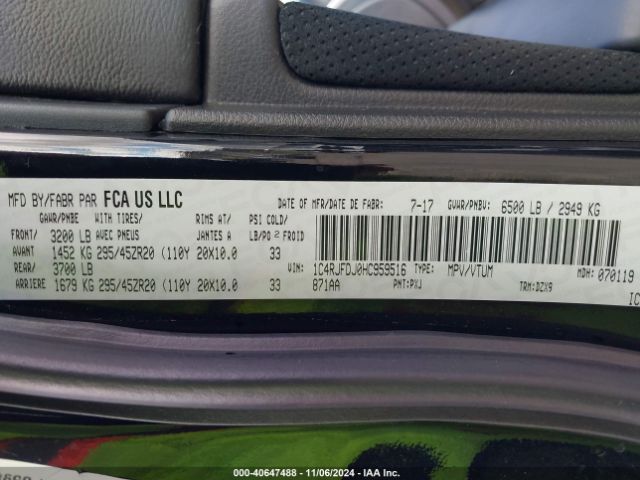 MFD BY/FABR PAR FCA US LLC DATE OF MFR/DATE DE FABR: 7-17 GVWR/PNBV: 6500 LB / 2949 KG
GAWR/PNBE WITH TIRES/ RIMS AT/ PSI COLD/
FRONT/ 3200 LB AVEC PNEUS JANTES A LB/PO 2 FROID
AVANT 1452 KG 295/45ZR20 (110Y 20X10.0 33
REAR/ 3700 LB VIN: 1C4RJFDJ0HC959516 TYPE: MPV/VTUM MDH: 070119
ARRIERE 1679 KG 295/45ZR20 (110Y 20X10.0 33 871AA PNT: PXJ TRM: DZX9
IC
000-40647488 - 11/06/2024 - IAA Inc.